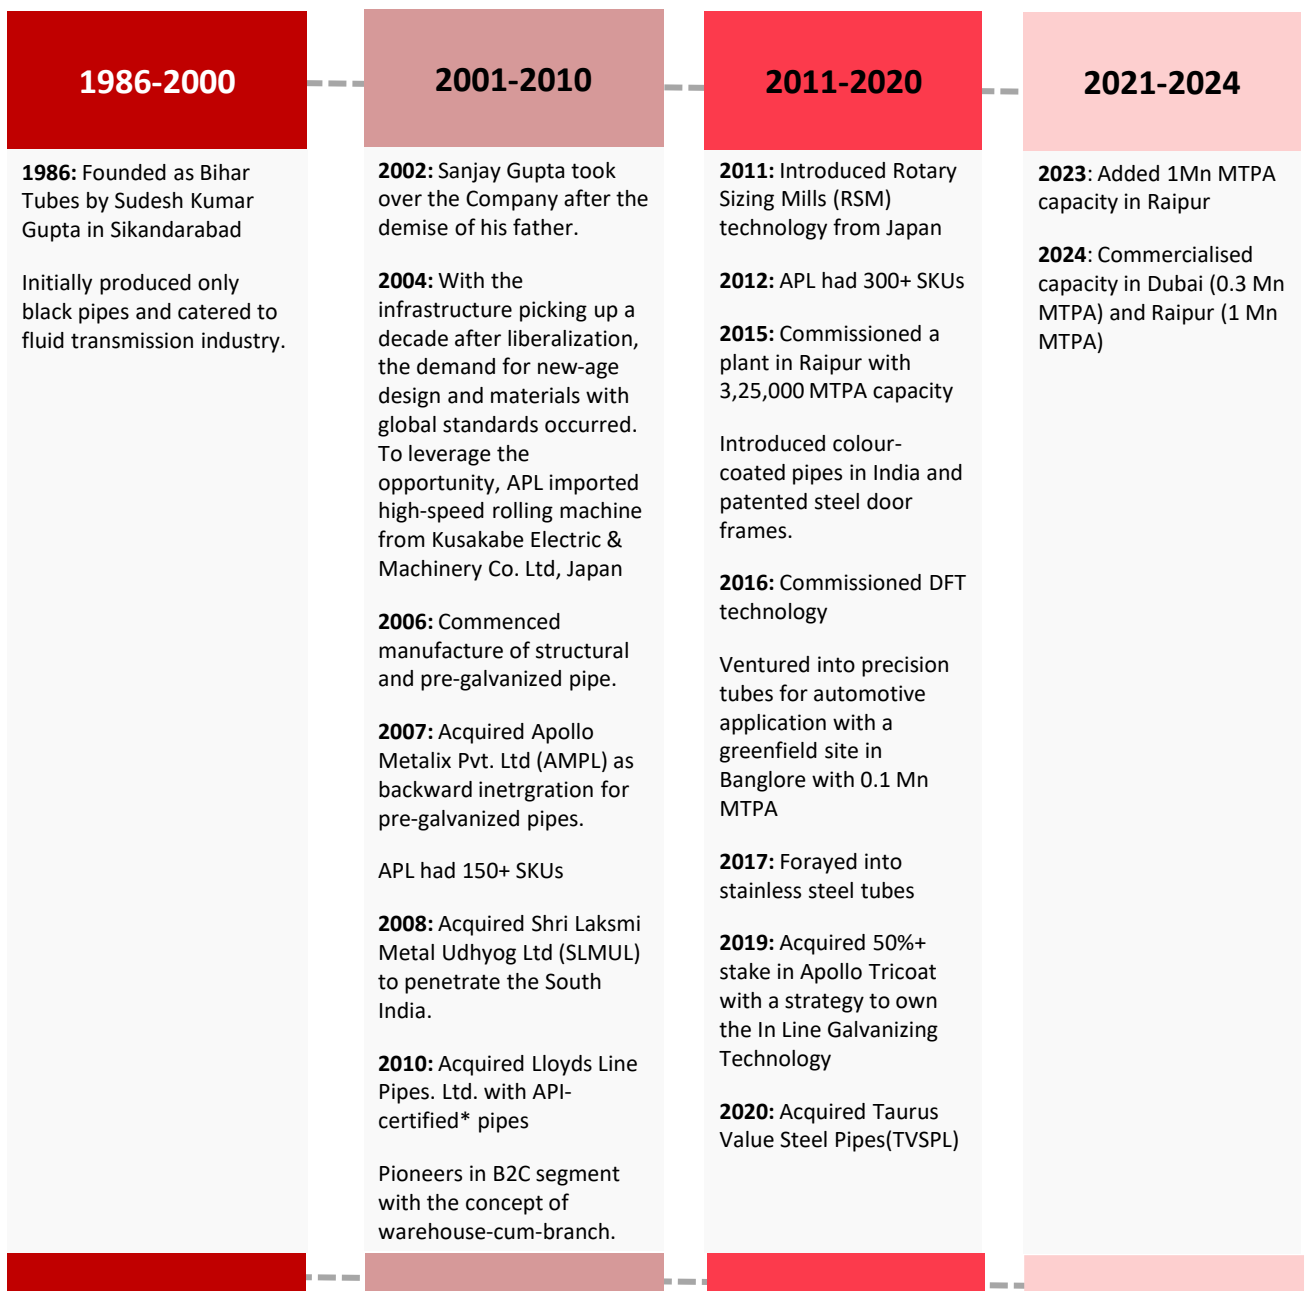 1986-2000
1986: Founded as Bihar
Tubes by Sudesh Kumar
Gupta in Sikandarabad
Initially produced only
black pipes and catered to
fluid transmission industry.
2001-2010
2002: Sanjay Gupta took
over the Company after the
demise of his father.
2004: With the
infrastructure picking up a
decade after liberalization,
the demand for new-age
design and materials with
global standards occurred.
To leverage the
opportunity, APL imported
high-speed rolling machine
from Kusakabe Electric &
Machinery Co. Ltd, Japan
2006: Commenced
manufacture of structural
and pre-galvanized pipe.
2007: Acquired Apollo
Metalix Pvt. Ltd (AMPL) as
backward inetrgration for
pre-galvanized pipes.
APL had 150+ SKUs
2008: Acquired Shri Laksmi
Metal Udhyog Ltd (SLMUL)
to penetrate the South
India.
2010: Acquired Lloyds Line
Pipes. Ltd. with API-
certified* pipes
Pioneers in B2C segment
with the concept of
warehouse-cum-branch.
2011-2020
2011: Introduced Rotary
Sizing Mills (RSM)
technology from Japan
2012: APL had 300+ SKUs
2015: Commissioned a
plant in Raipur with
3,25,000 MTPA capacity
Introduced colour-
coated pipes in India and
patented steel door
frames.
2016: Commissioned DFT
technology
Ventured into precision
tubes for automotive
application with a
greenfield site in
Banglore with 0.1 Mn
MTPA
2017: Forayed into
stainless steel tubes
2019: Acquired 50%+
stake in Apollo Tricoat
with a strategy to own
the In Line Galvanizing
Technology
2020: Acquired Taurus
Value Steel Pipes(TVSPL)
2021-2024
2023: Added 1Mn MTPA
capacity in Raipur
2024: Commercialised
capacity in Dubai (0.3 Mn
MTPA) and Raipur (1 Mn
MTPA)